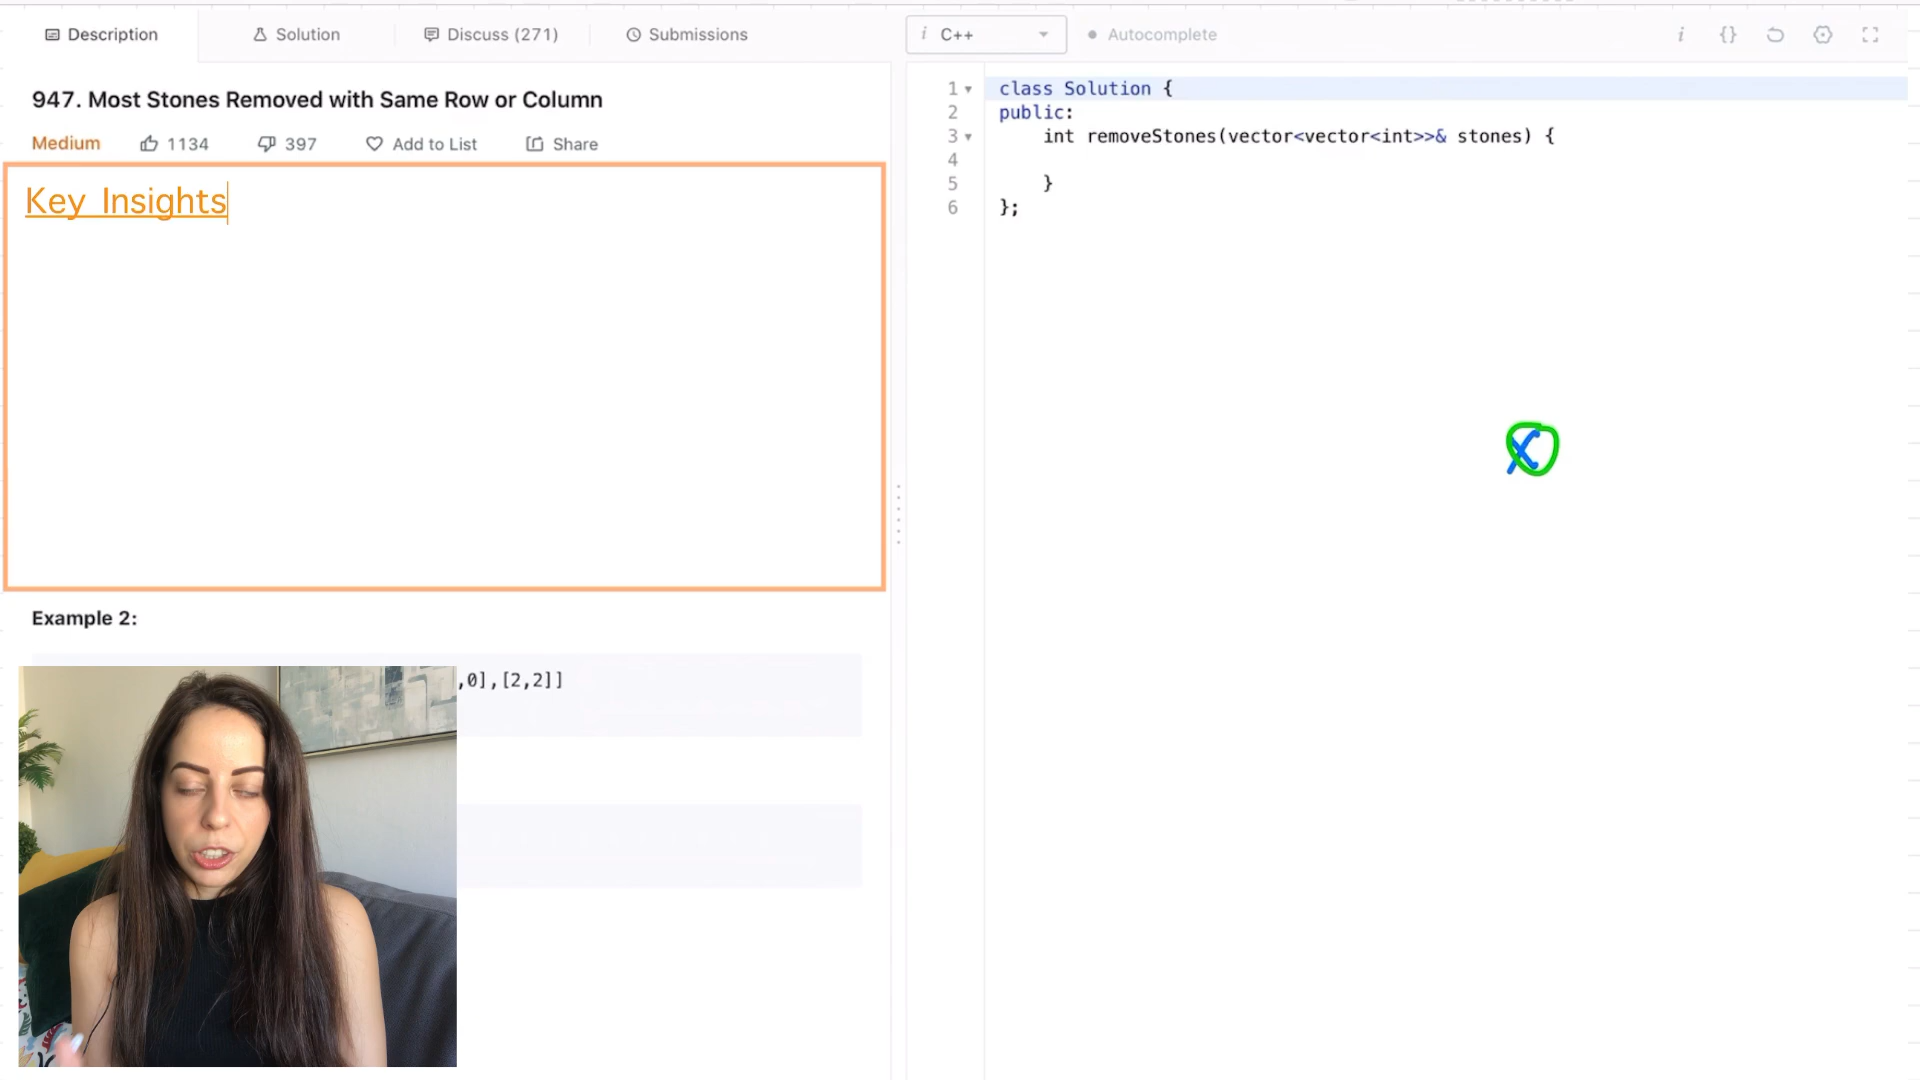 Description Solution Discuss (271) Submissions
i C++ Autocomplete i {}
947. Most Stones Removed with Same Row or Column
Medium 1134 397 Add to List Share
Key Insights
Example 2:
,0],[2,2]]
1 class Solution {
2 public:
3 int removeStones(vector<vector<int>>& stones) {
4
5 }
6 };
X